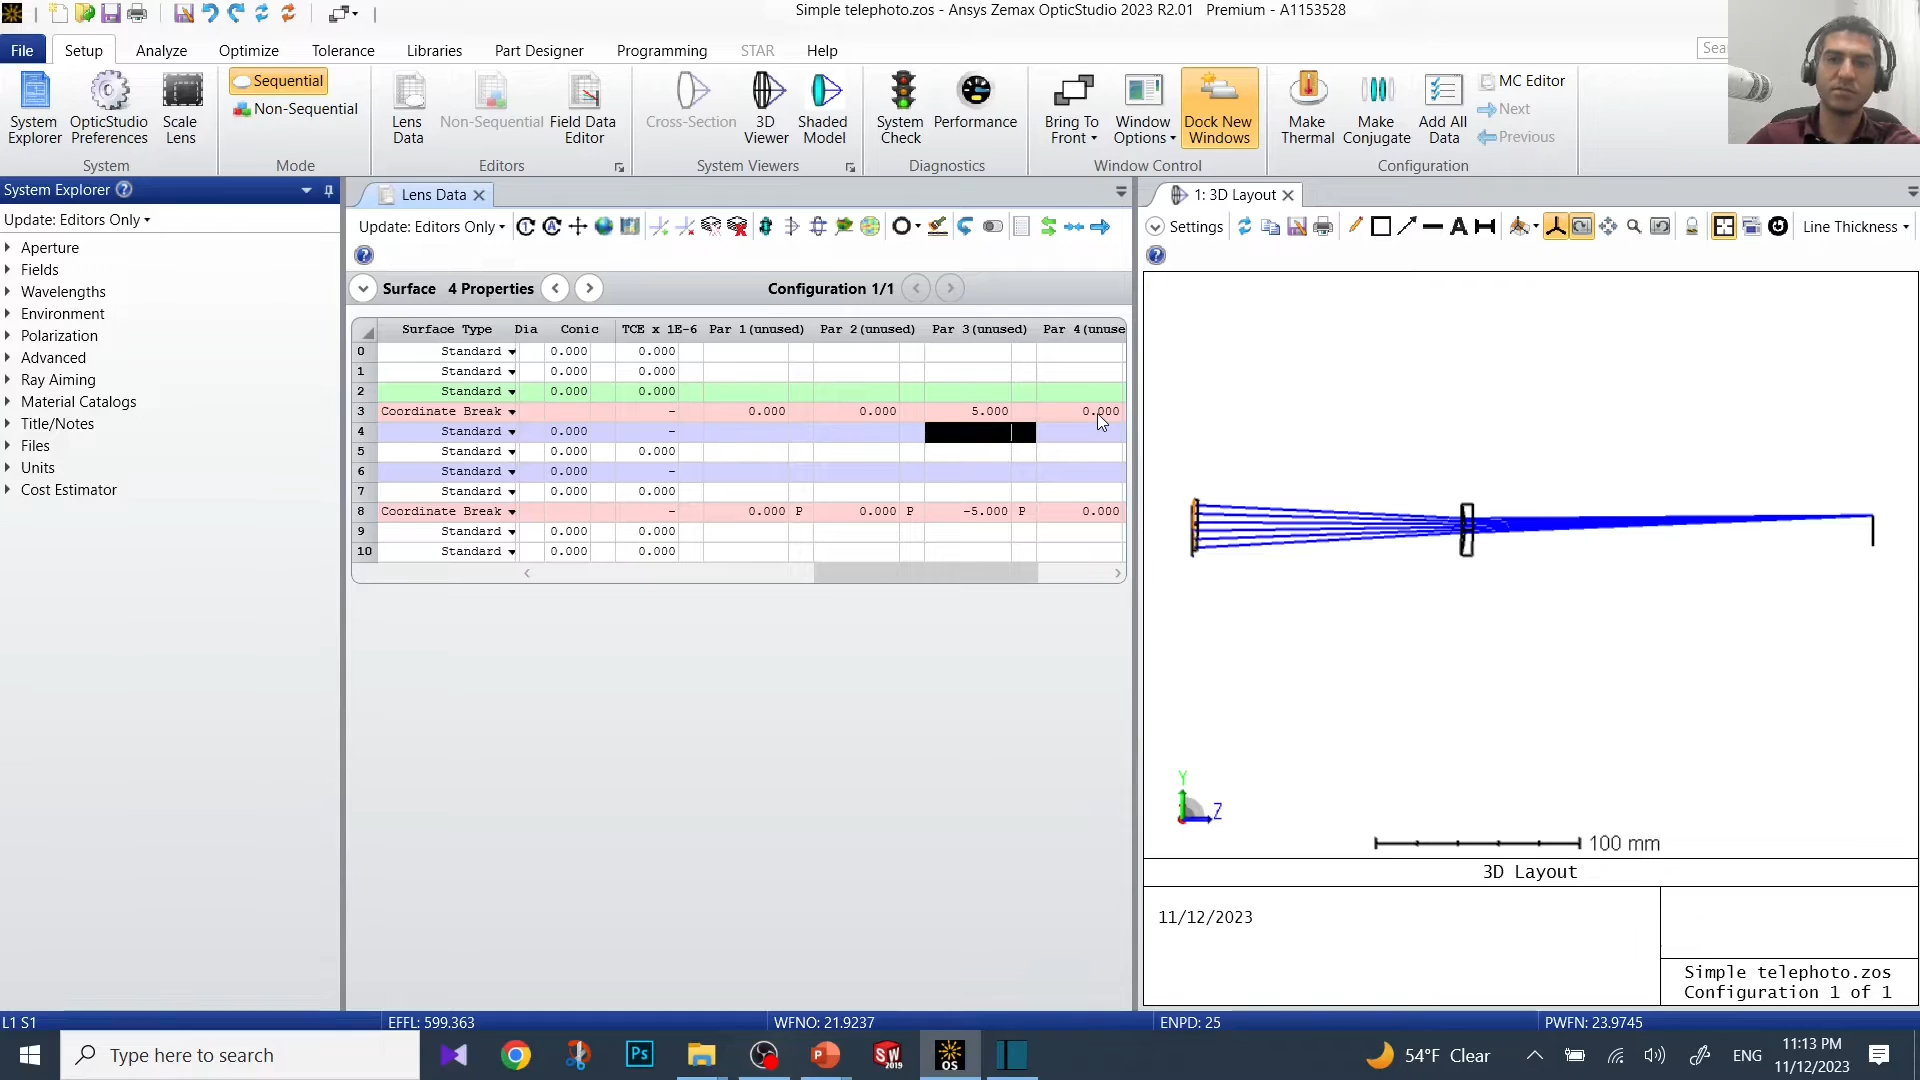 Simple telephoto.zos - Ansys Zemax OpticStudio 2023 R2.01 Premium - A1153528
File Setup Analyze Optimize Tolerance Libraries Part Designer Programming STAR Help
Sea
System Explorer
OpticStudio Preferences
Scale Lens
System
Sequential
Non-Sequential
Mode
Lens Data
Non-Sequential
Field Data Editor
Editors
Cross-Section
3D Viewer
Shaded Model
System Viewers
System Check
Performance
Diagnostics
Bring To Front
Window Options
Dock New Windows
Window Control
Make Thermal
Make Conjugate
Add All Data
MC Editor
Next
Previous
Configuration
System Explorer ?
Update: Editors Only
Aperture
Fields
Wavelengths
Environment
Polarization
Advanced
Ray Aiming
Material Catalogs
Title/Notes
Files
Units
Cost Estimator
Lens Data
Update: Editors Only
Surface 4 Properties
Configuration 1/1
Surface Type Dia Conic TCE x 1E-6 Par 1(unused) Par 2(unused) Par 3(unused) Par 4(unuse
0 Standard 0.000 0.000
1 Standard 0.000 0.000
2 Standard 0.000 0.000
3 Coordinate Break - 0.000 0.000 5.000 0.000
4 Standard 0.000 -
5 Standard 0.000 0.000
6 Standard 0.000 -
7 Standard 0.000 0.000
8 Coordinate Break - 0.000 P 0.000 P -5.000 P 0.000
9 Standard 0.000 0.000
10 Standard 0.000 0.000
1: 3D Layout
Settings
A
Line Thickness
Y
Z
100 mm
3D Layout
11/12/2023
Simple telephoto.zos
Configuration 1 of 1
L1 S1
EFFL: 599.363
WFNO: 21.9237
ENPD: 25
PWFN: 23.9745
Type here to search
Ps
P
SW
2019
OS
54°F Clear
ENG
11:13 PM
11/12/2023